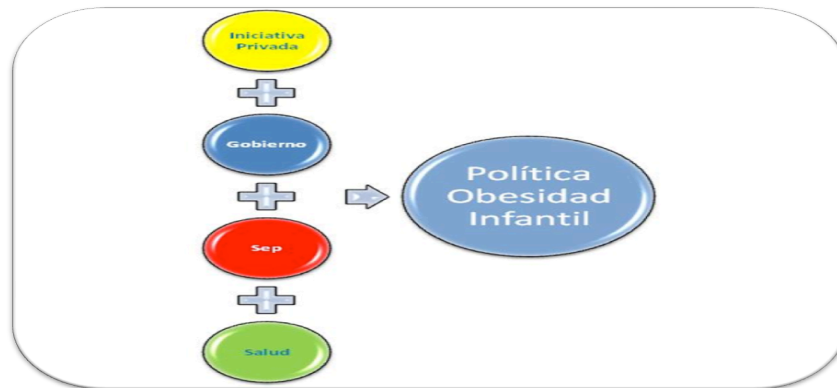 Iniciativa
Privada
Gobierno
Sep
Salud
Política
Obesidad
Infantil